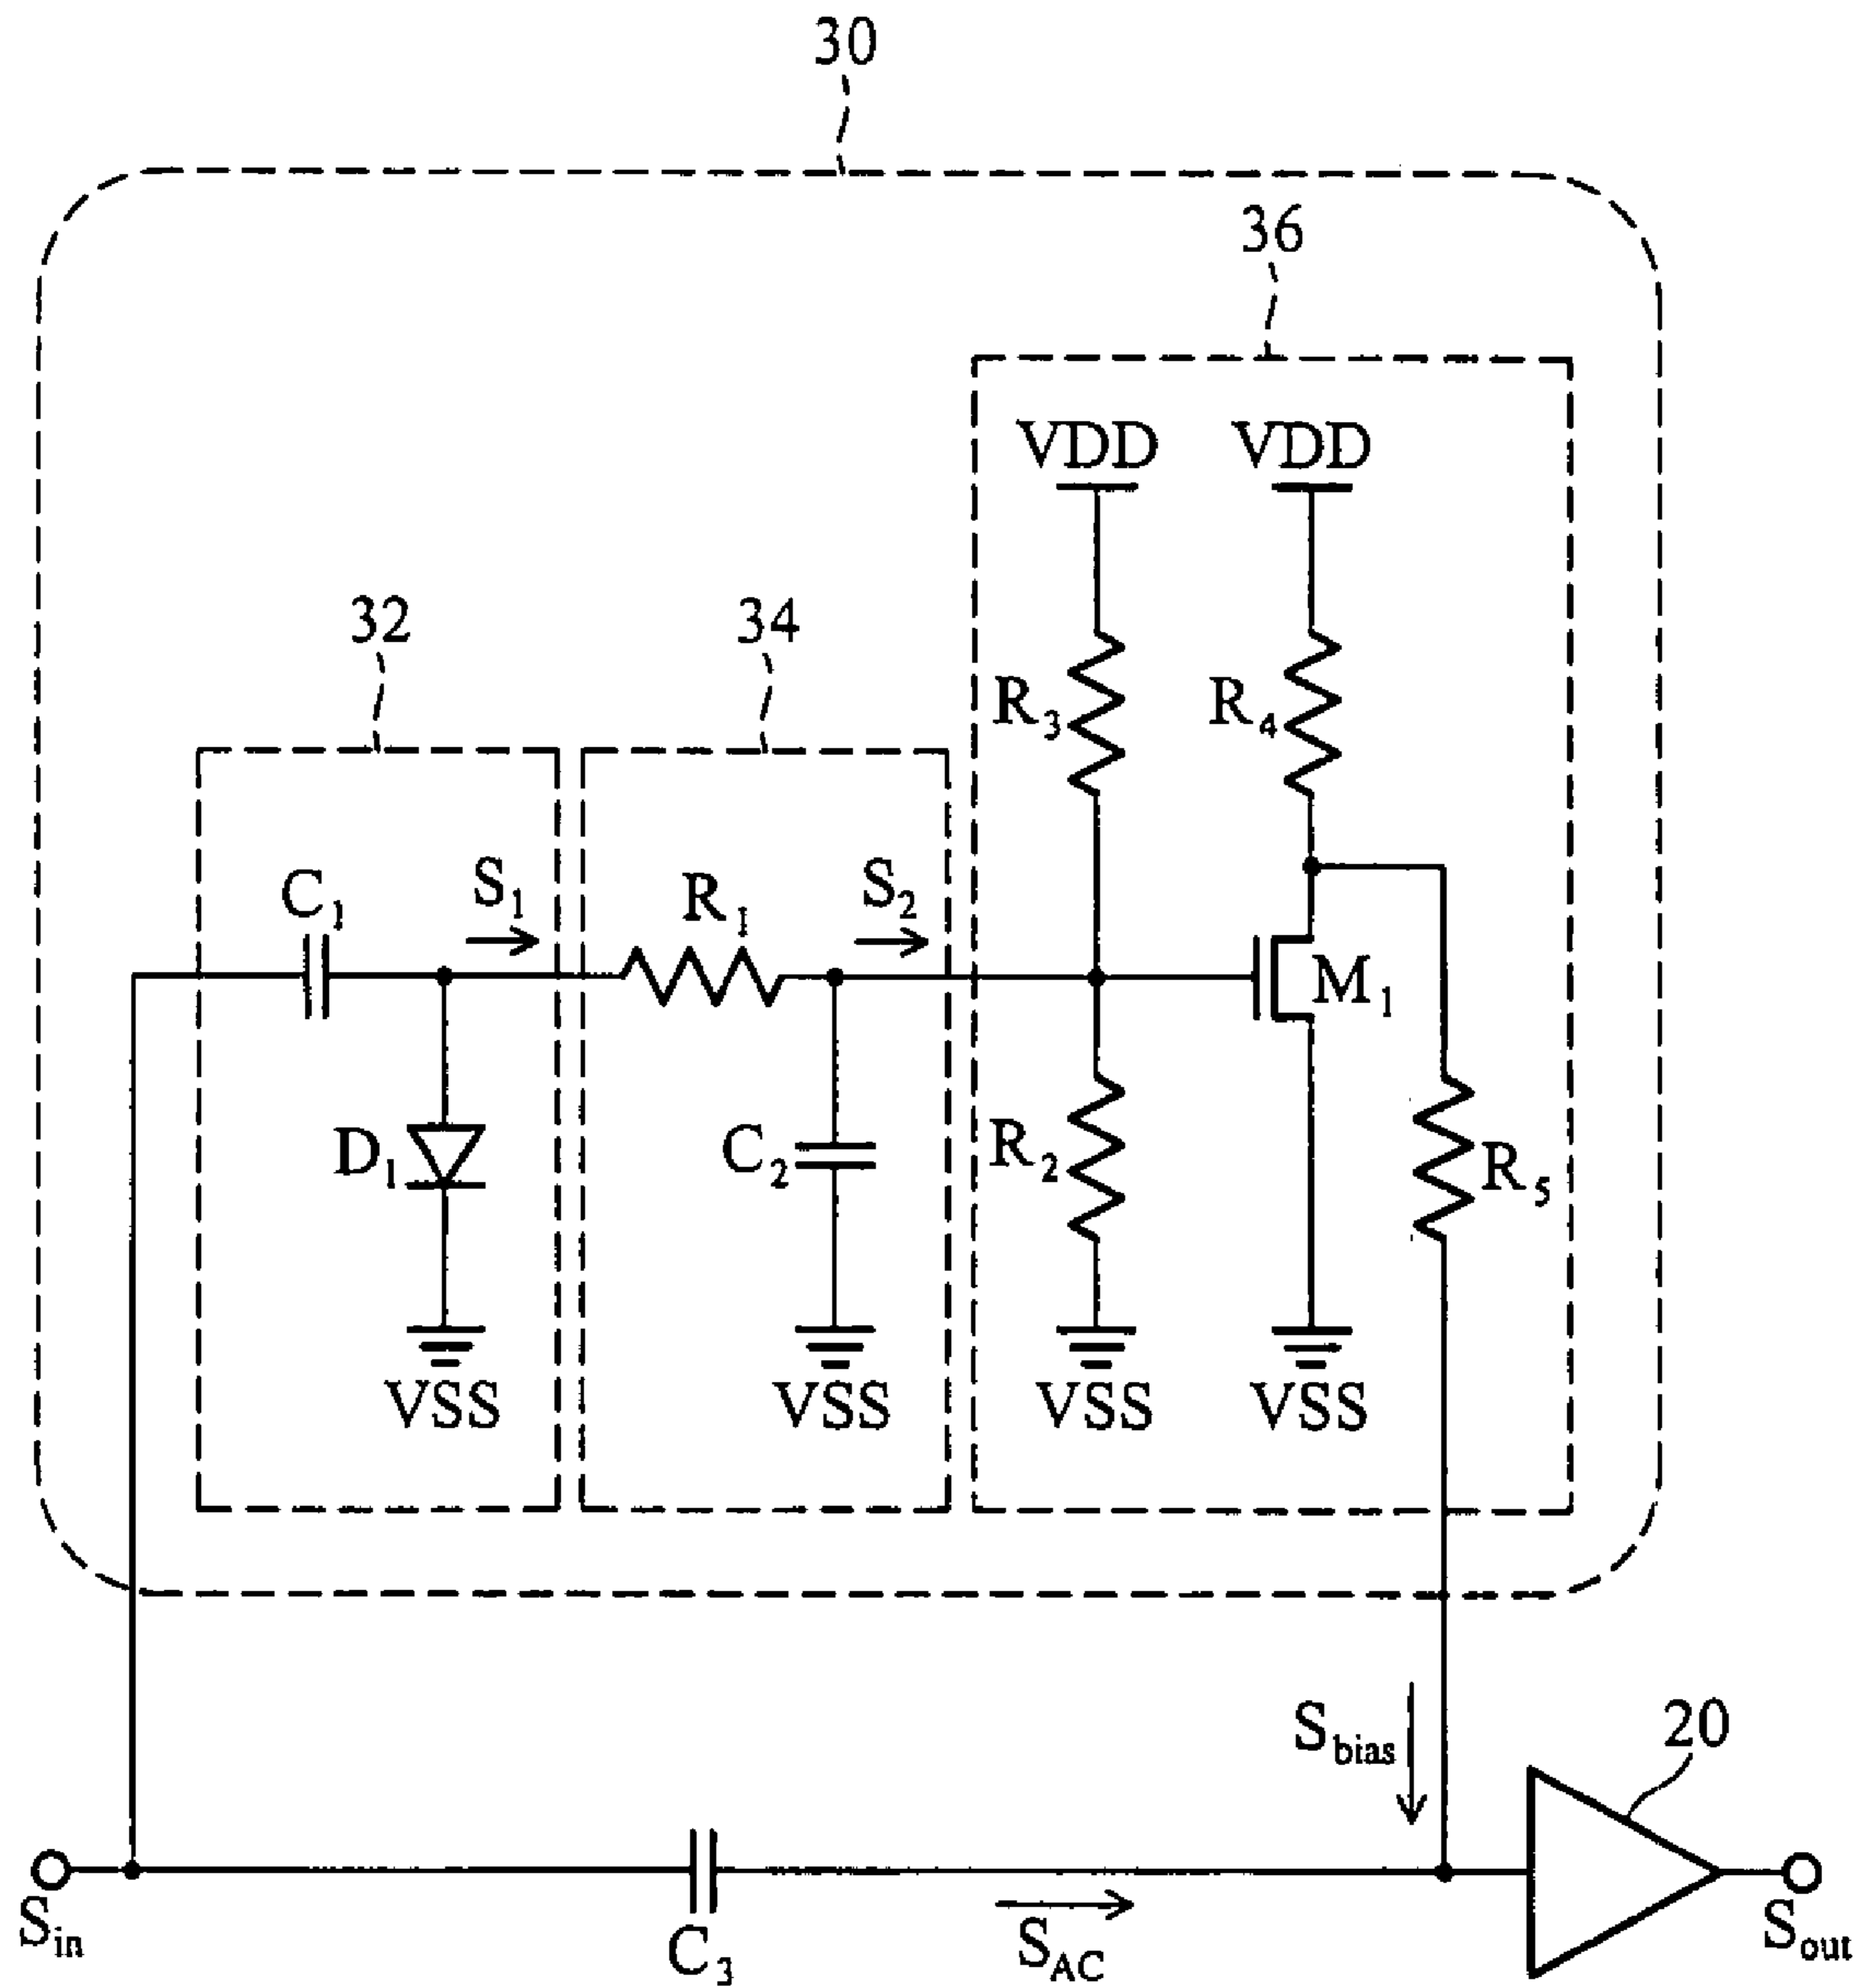 30
36
VDD VDD
32 34
R3 R4
C1 S1 R1 S2
M1
D1 C2 R2 R5
VSS VSS VSS VSS
Sbias 20
Sin C3 SAC Sout